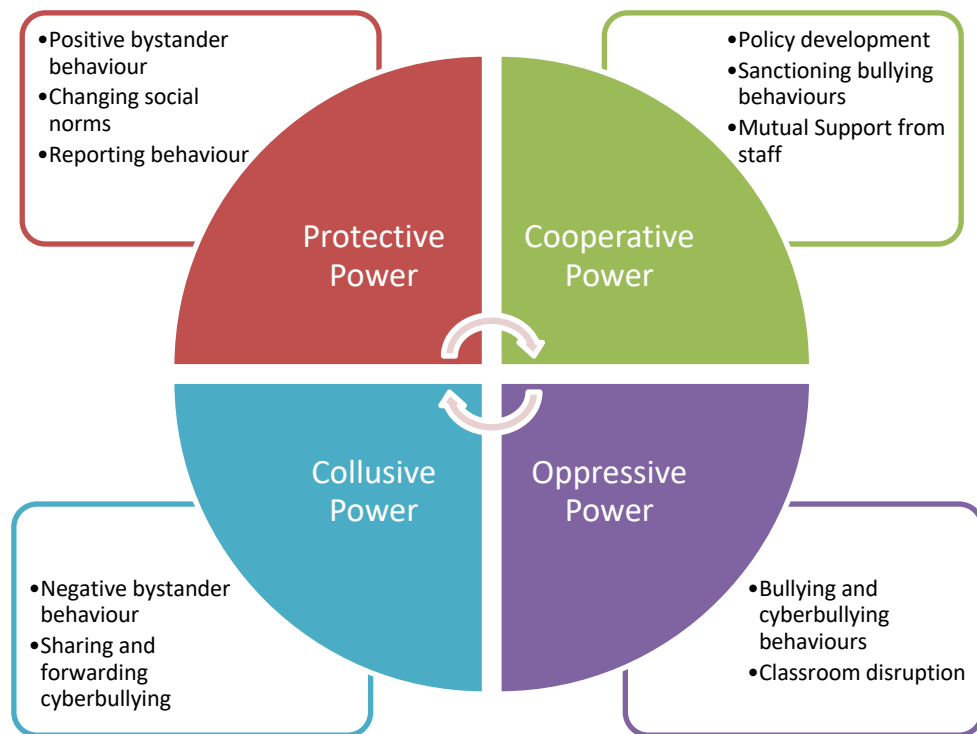 •Positive bystander
behaviour
•Changing social
norms
•Reporting behaviour
•Policy development
•Sanctioning bullying
behaviours
•Mutual Support from
staff
Protective
Power
Cooperative
Power
Collusive
Power
Oppressive
Power
•Negative bystander
behaviour
•Sharing and
forwarding
cyberbullying
•Bullying and
cyberbullying
behaviours
•Classroom disruption